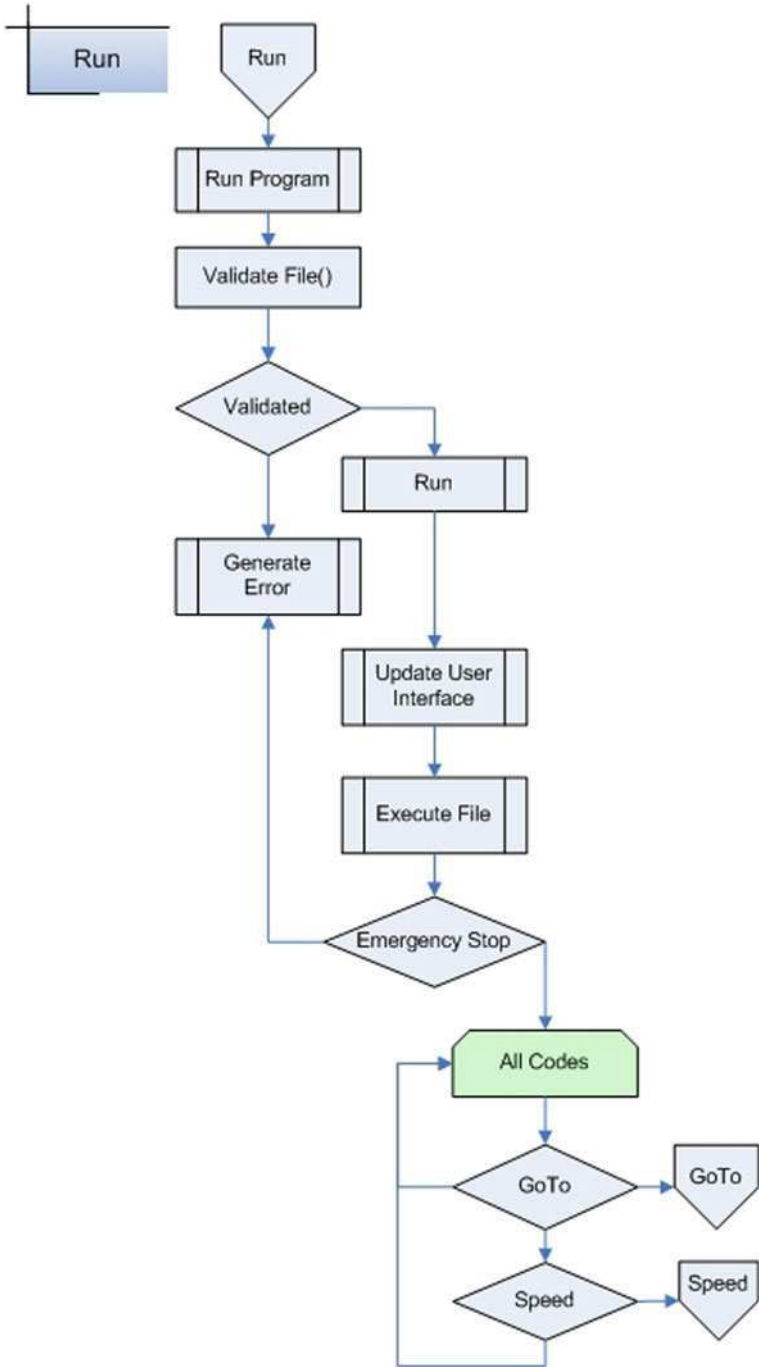 Run
Run
Run Program
Validate File()
Validated
Run
Generate
Error
Update User
Interface
Execute File
Emergency Stop
All Codes
GoTo
GoTo
Speed
Speed